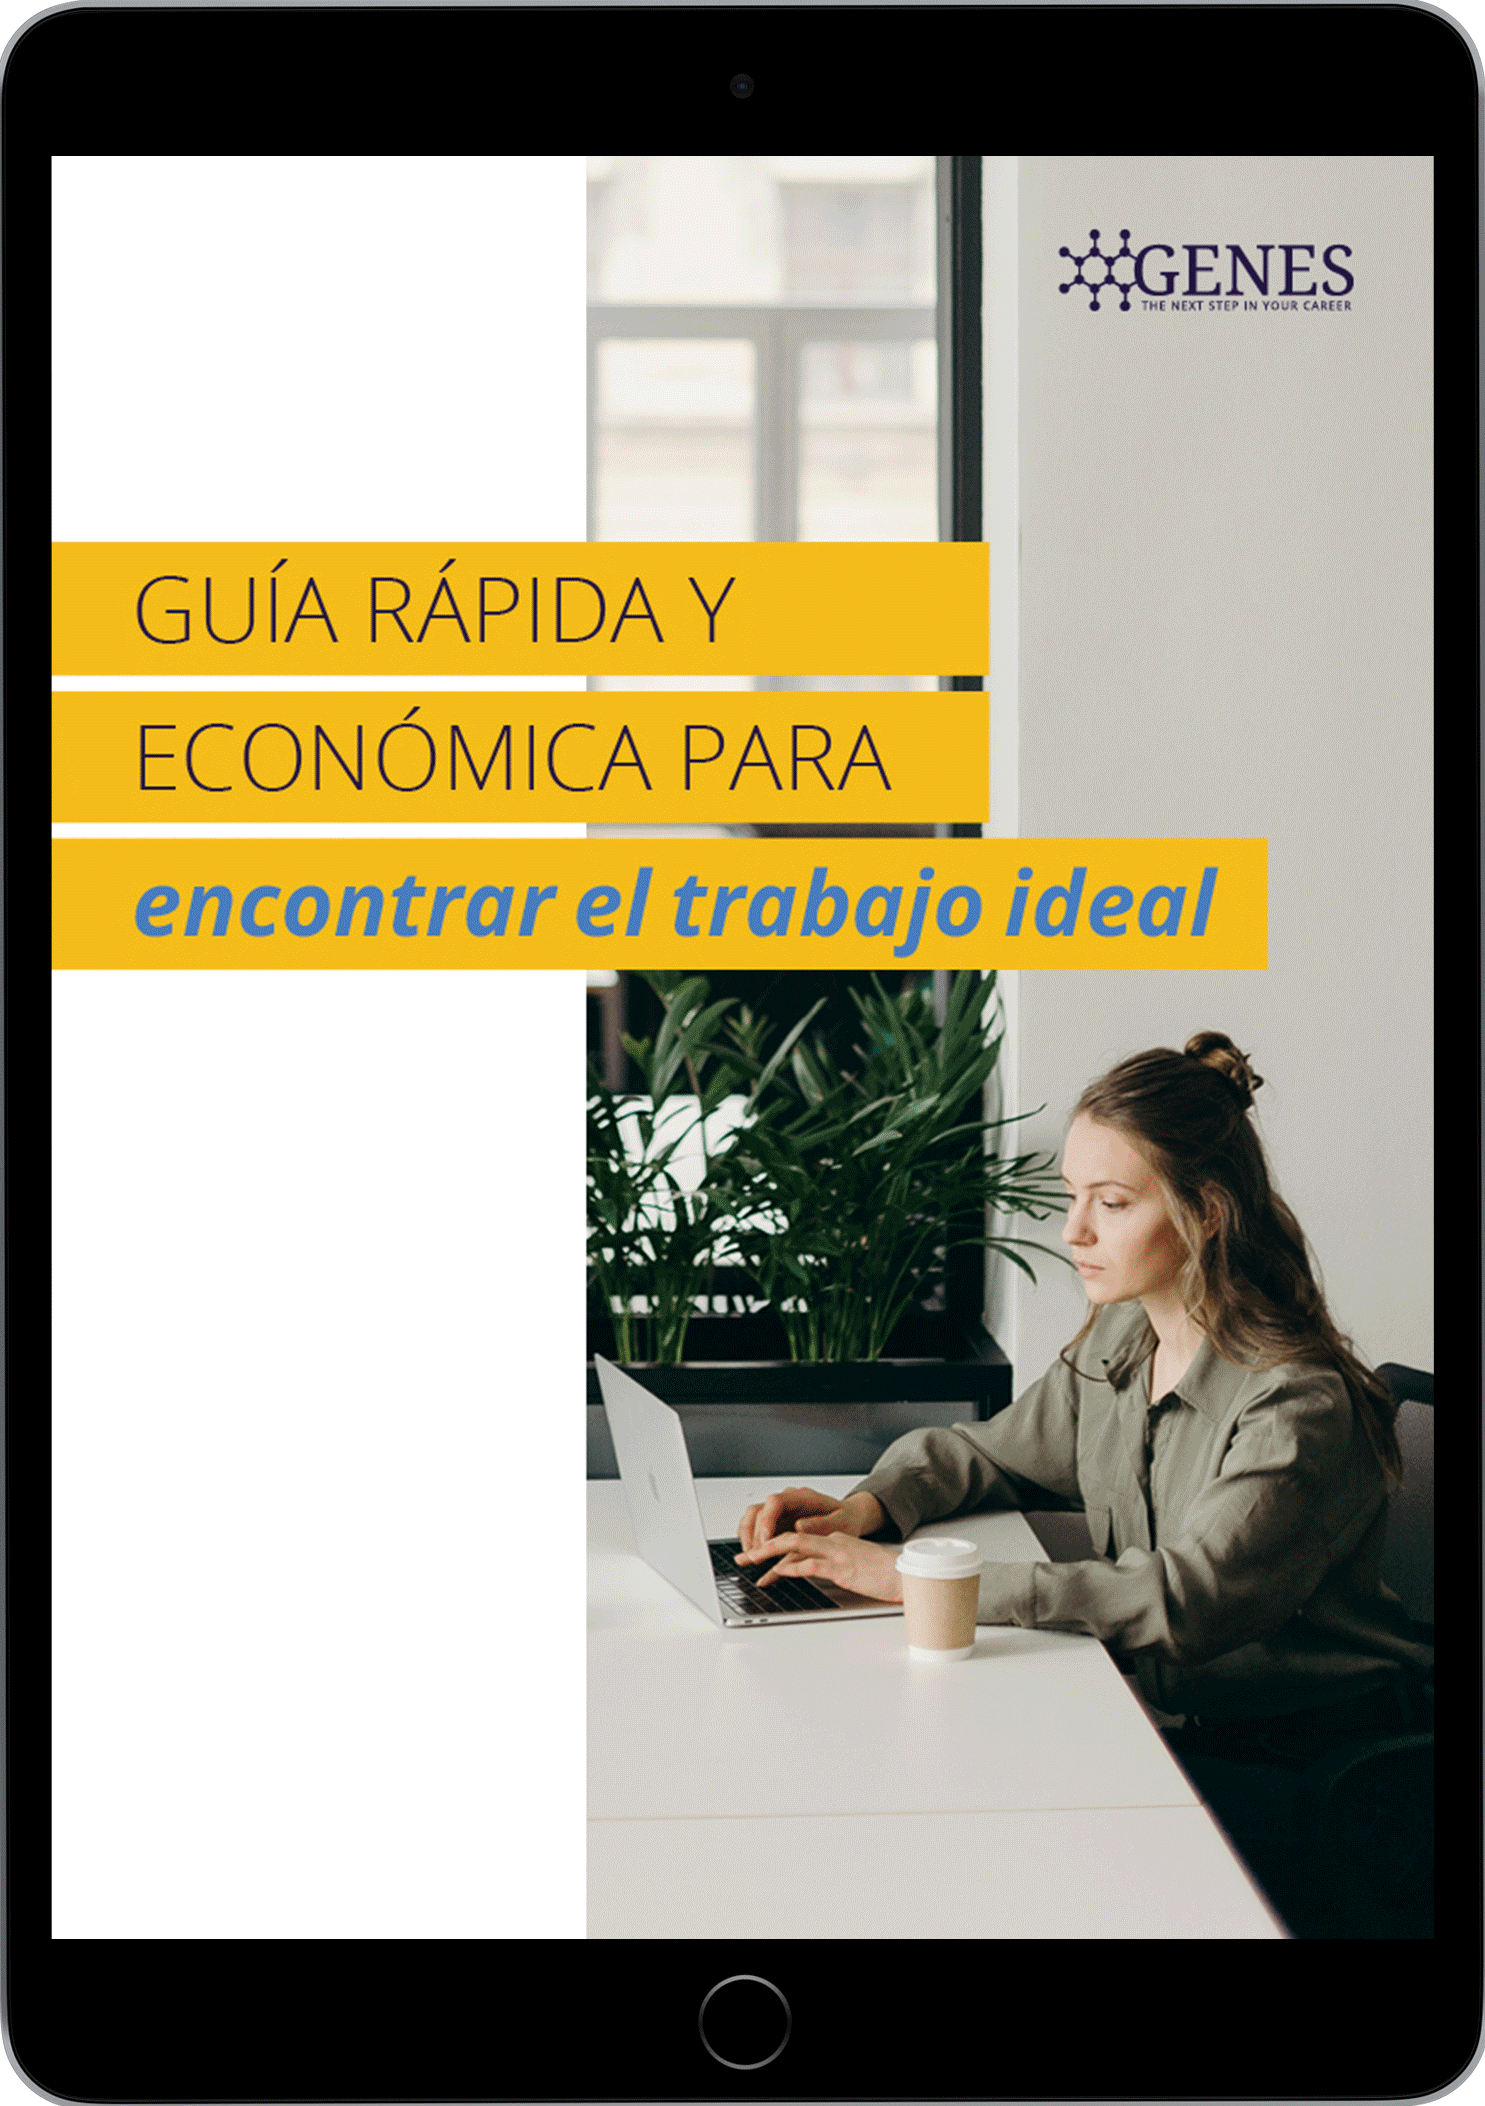 GENES
THE NEXT STEP IN YOUR CAREER
GUÍA RÁPIDA Y
ECONÓMICA PARA
encontrar el trabajo ideal